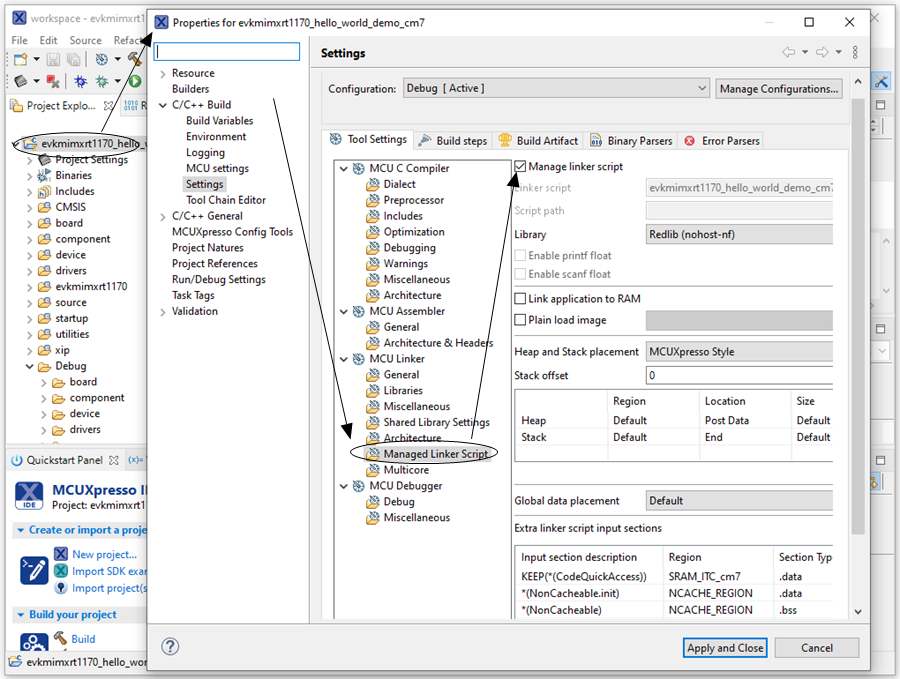 workspace - evkmimxrt1
File Edit Source Refac
Project Explo...
evkmimxrt1170_hello_
Project Settings
Binaries
Includes
CMSIS
board
component
device
drivers
evkmimxrt1170
source
startup
utilities
xip
Debug
board
component
device
drivers
Quickstart Panel
(x)=
MCUXpresso I
IDE
Project: evkmimxrt1
Create or import a proje
New project...
Import SDK exa
Import project(s
Build your project
Build
evkmimxrt1170_hello_wor
Properties for evkmimxrt1170_hello_world_demo_cm7
Resource
Builders
C/C++ Build
Build Variables
Environment
Logging
MCU settings
Settings
Tool Chain Editor
C/C++ General
MCUXpresso Config Tools
Project Natures
Project References
Run/Debug Settings
Task Tags
Validation
Settings
Configuration: Debug [ Active ] Manage Configurations...
Tool Settings Build steps Build Artifact Binary Parsers Error Parsers
MCU C Compiler
Dialect
Preprocessor
Includes
Optimization
Debugging
Warnings
Miscellaneous
Architecture
MCU Assembler
General
Architecture & Headers
MCU Linker
General
Libraries
Miscellaneous
Shared Library Settings
Architecture
Managed Linker Script
Multicore
MCU Debugger
Debug
Miscellaneous
Manage linker script
Linker script evkmimxrt1170_hello_world_demo_cm7
Script path
Library Redlib (nohost-nf)
Enable printf float
Enable scanf float
Link application to RAM
Plain load image
Heap and Stack placement MCUXpresso Style
Stack offset 0
Region Location Size
Heap Default Post Data Default
Stack Default End Default
Global data placement Default
Extra linker script input sections
Input section description Region Section Typ
KEEP(*(CodeQuickAccess)) SRAM_ITC_cm7 .data
*(NonCacheable.init) NCACHE_REGION .data
*(NonCacheable) NCACHE_REGION .bss
Apply and Close Cancel